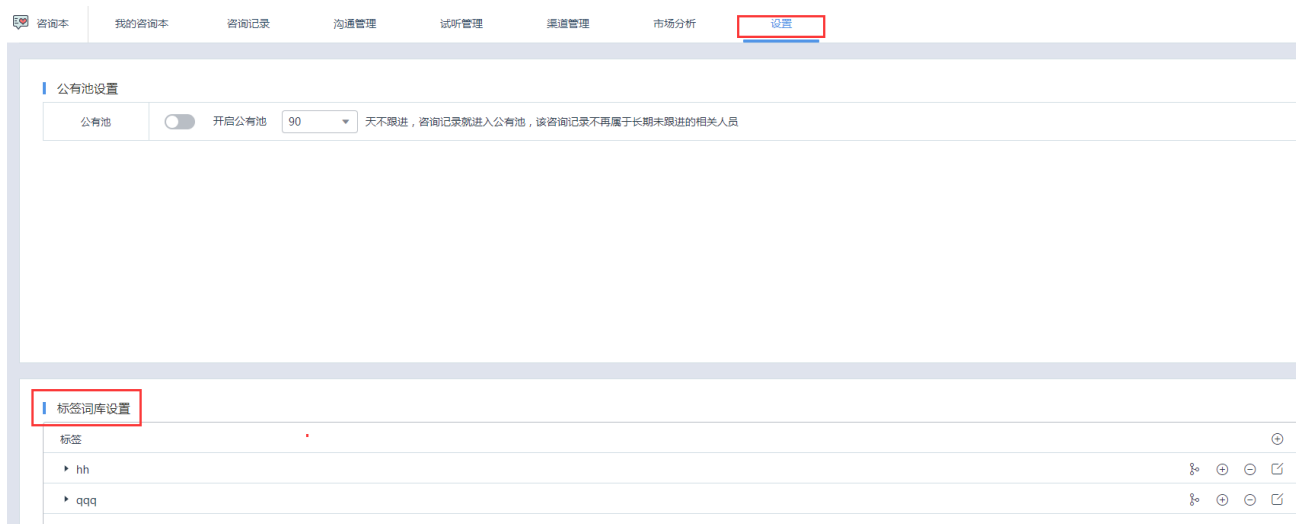 咨询本 我的咨询本 咨询记录 沟通管理 试听管理 渠道管理 市场分析 设置
公有池设置
公有池 开启公有池 90 天不跟进，咨询记录就进入公有池，该咨询记录不再属于长期未跟进的相关人员
标签词库设置
标签
hh
qqq